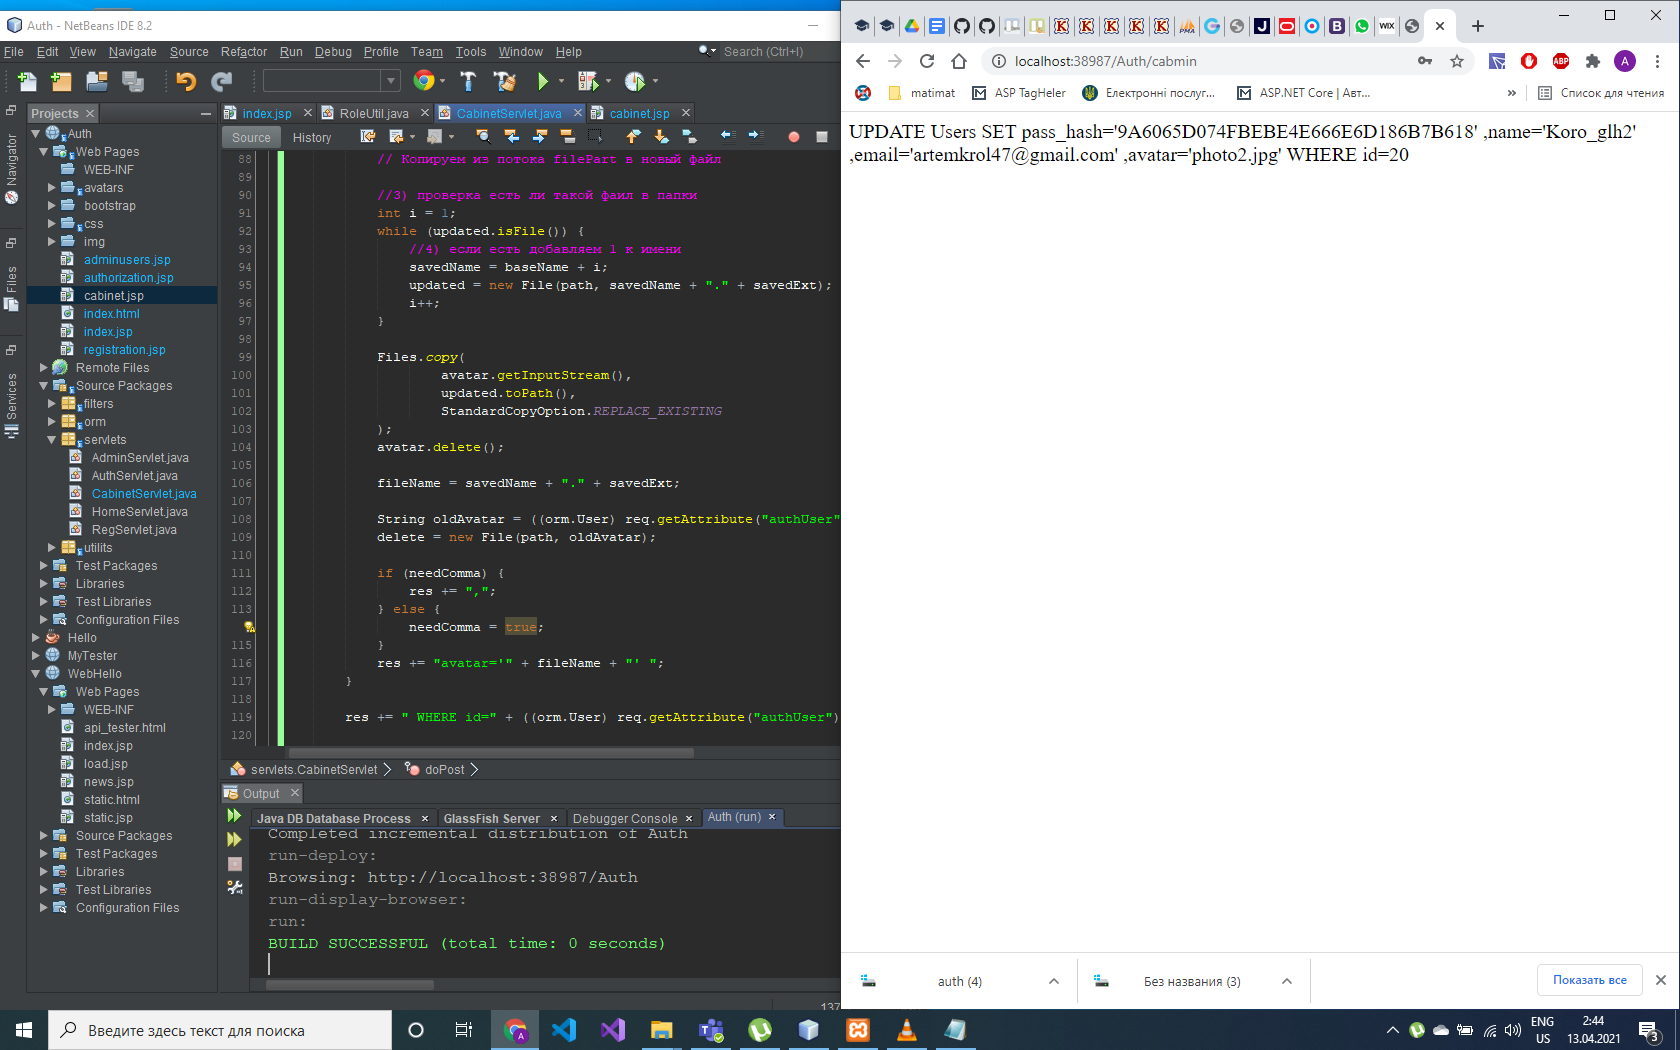 Auth - NetBeans IDE 8.2
File Edit View Navigate Source Refactor Run Debug Profile Team Tools Window Help
Search (Ctrl+I)
Projects
index.jsp RoleUtil.java CabinetServlet.java cabinet.jsp
Source History
Navigator
Files
Services
Auth
Web Pages
WEB-INF
avatars
bootstrap
css
img
adminusers.jsp
authorization.jsp
cabinet.jsp
index.html
index.jsp
registration.jsp
Remote Files
Source Packages
filters
orm
servlets
AdminServlet.java
AuthServlet.java
CabinetServlet.java
HomeServlet.java
RegServlet.java
utilits
Test Packages
Libraries
Test Libraries
Configuration Files
Hello
MyTester
WebHello
Web Pages
WEB-INF
api_tester.html
index.jsp
load.jsp
news.jsp
static.html
static.jsp
Source Packages
Test Packages
Libraries
Test Libraries
Configuration Files
88 // Копируем из потока filePart в новый файл
89
90 //3) проверка есть ли такой фаил в папки
91 int i = 1;
92 while (updated.isFile()) {
93 //4) если есть добавляем 1 к имени
94 savedName = baseName + i;
95 updated = new File(path, savedName + "." + savedExt);
96 i++;
97 }
98
99 Files.copy(
100 avatar.getInputStream(),
101 updated.toPath(),
102 StandardCopyOption.REPLACE_EXISTING
103 );
104 avatar.delete();
105
106 fileName = savedName + "." + savedExt;
107
108 String oldAvatar = ((orm.User) req.getAttribute("authUser"
109 delete = new File(path, oldAvatar);
110
111 if (needComma) {
112 res += ",";
113 } else {
needComma = true;
115 }
116 res += "avatar='" + fileName + "' ";
117 }
118
119 res += " WHERE id=" + ((orm.User) req.getAttribute("authUser")
120
servlets.CabinetServlet doPost
Output
Java DB Database Process GlassFish Server Debugger Console Auth (run)
Completed incremental distribution of Auth
run-deploy:
Browsing: http://localhost:38987/Auth
run-display-browser:
run:
BUILD SUCCESSFUL (total time: 0 seconds)
137
localhost:38987/Auth/cabmin
matimat ASP TagHeler Електронні послуг... ASP.NET Core | Авт... » Список для чтения
UPDATE Users SET pass_hash='9A6065D074FBEBE4E666E6D186B7B618' ,name='Koro_glh2'
,email='artemkrol47@gmail.com' ,avatar='photo2.jpg' WHERE id=20
auth (4) Без названия (3) Показать все
Введите здесь текст для поиска
ENG
US
2:44
13.04.2021
3